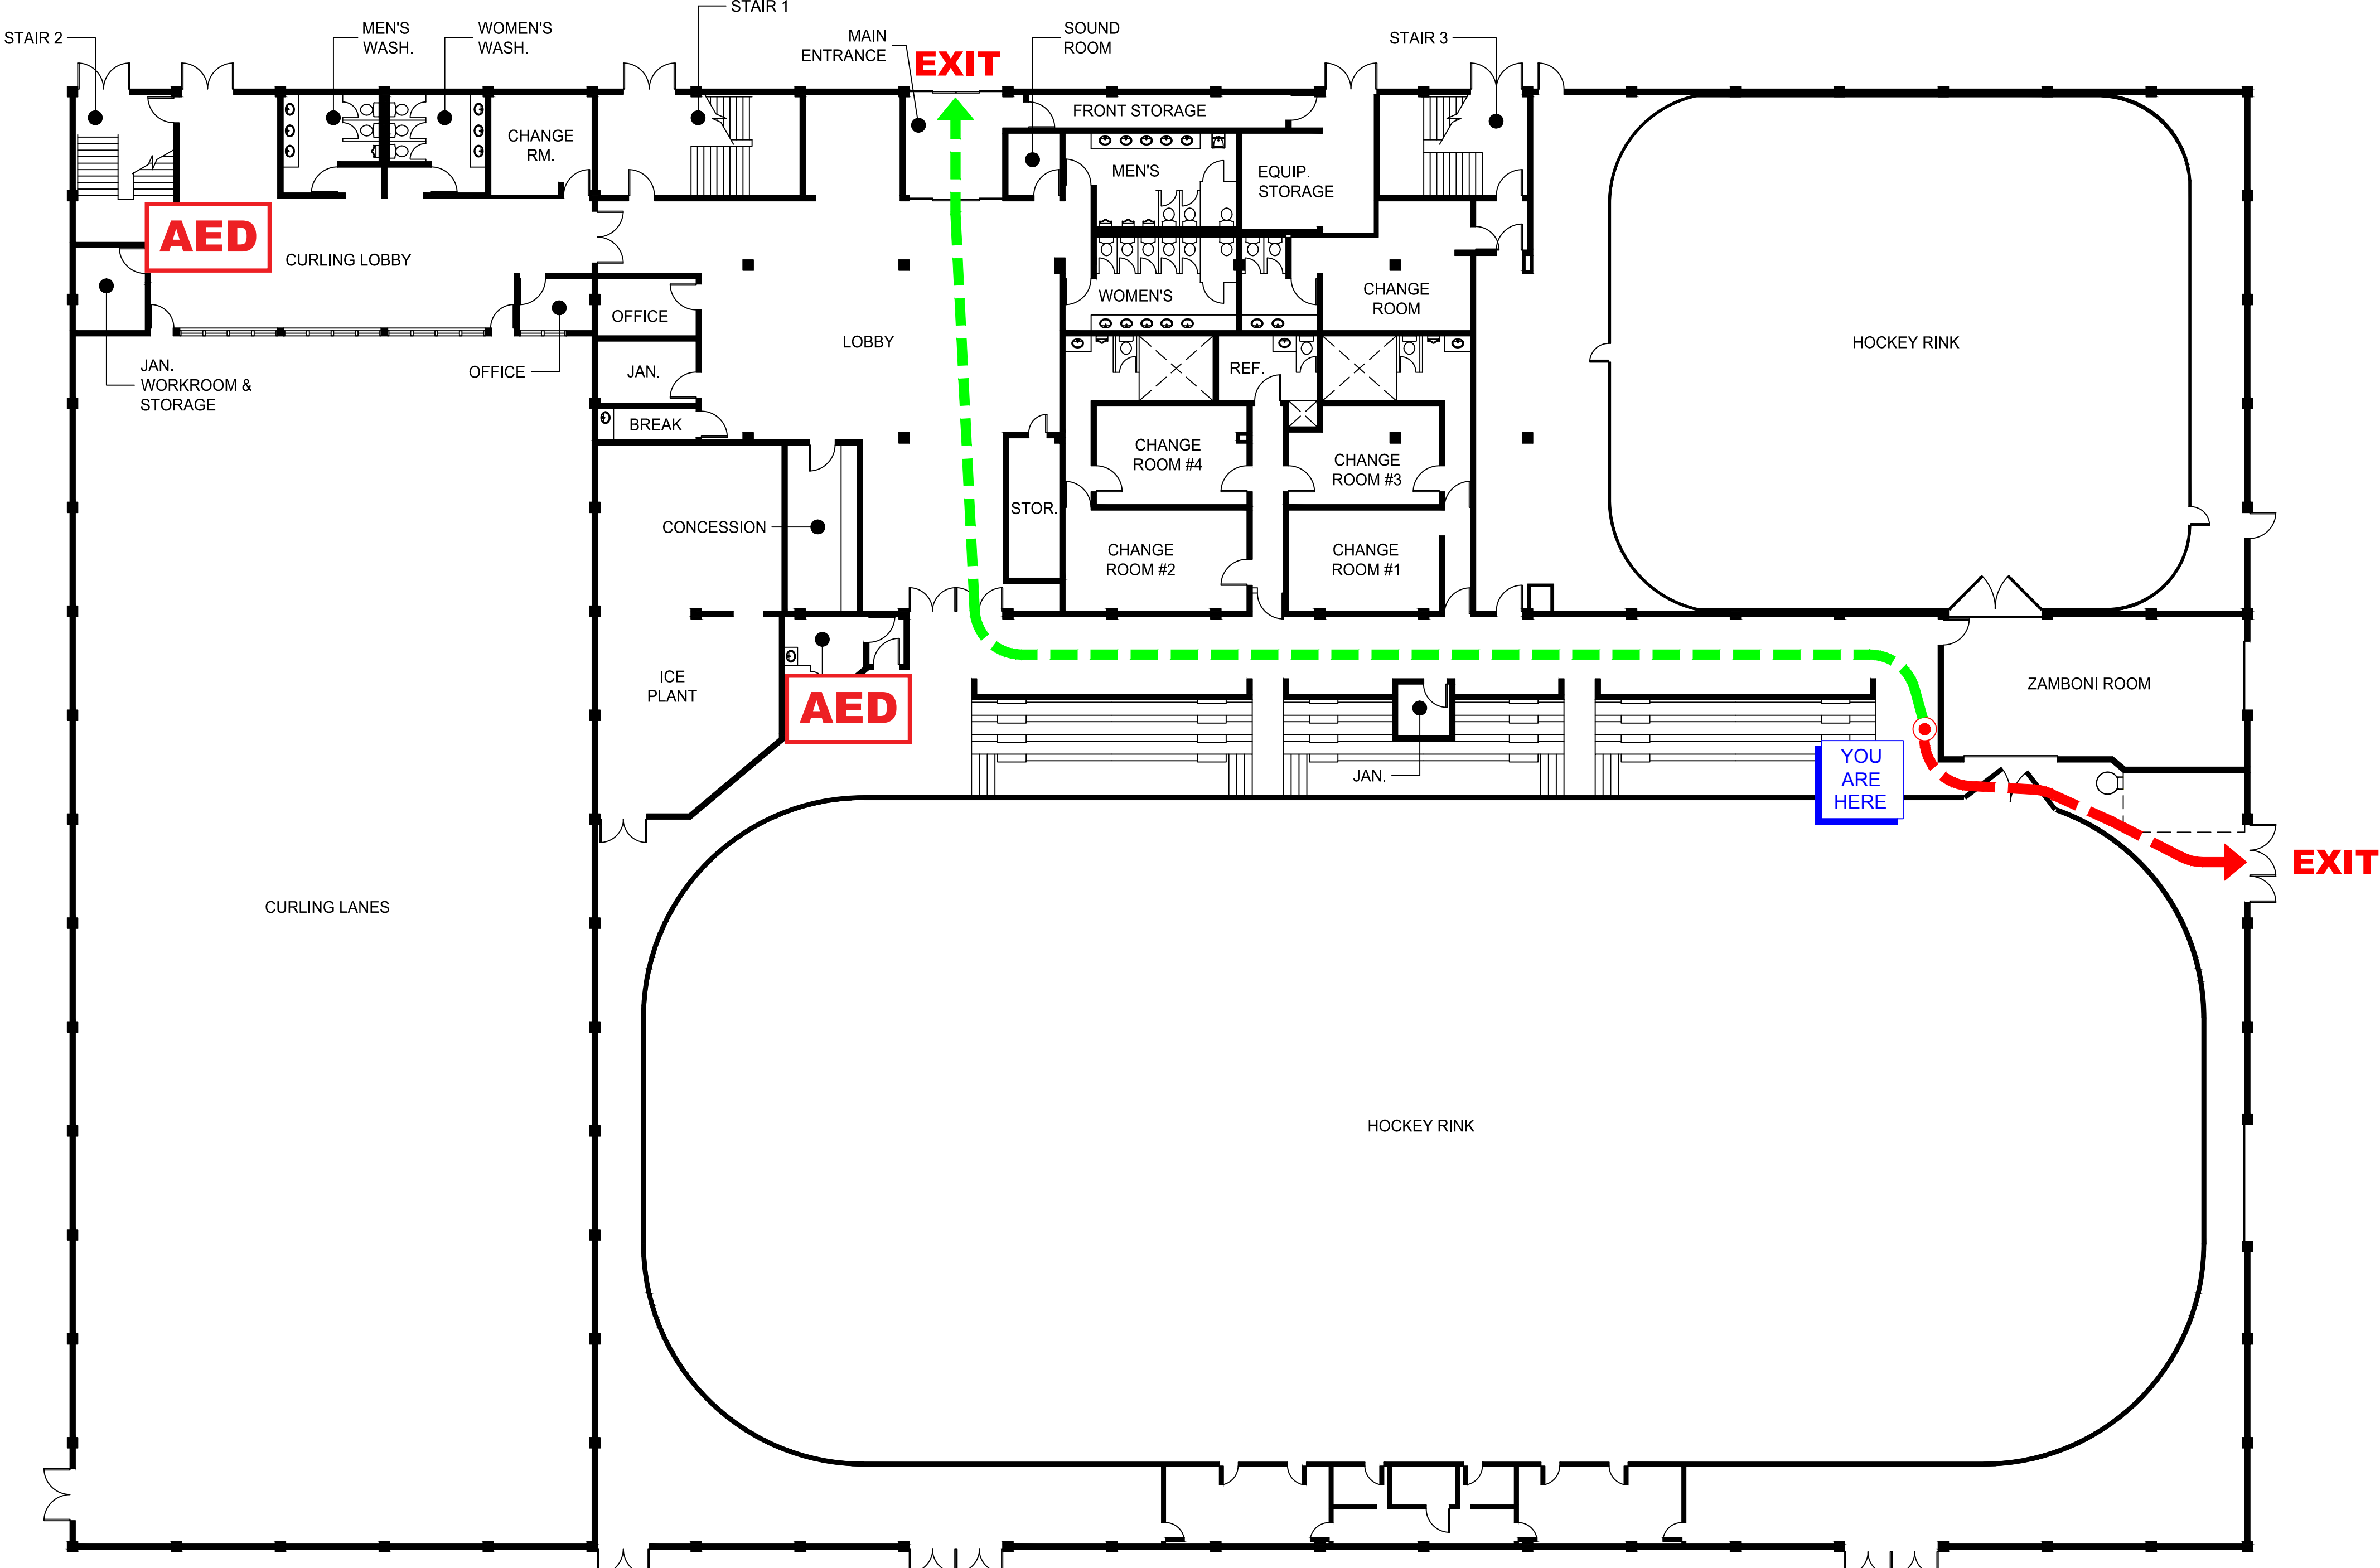 STAIR 1
STAIR 2
MEN'S
WASH.
WOMEN'S
WASH.
MAIN
ENTRANCE
EXIT
SOUND
ROOM
STAIR 3
FRONT STORAGE
CHANGE
RM.
MEN'S
EQUIP.
STORAGE
AED
CURLING LOBBY
WOMEN'S
CHANGE
ROOM
OFFICE
LOBBY
HOCKEY RINK
JAN.
WORKROOM &
STORAGE
OFFICE
JAN.
REF.
BREAK
CHANGE
ROOM #4
CHANGE
ROOM #3
CONCESSION
STOR.
CHANGE
ROOM #2
CHANGE
ROOM #1
ICE
PLANT
AED
ZAMBONI ROOM
JAN.
YOU
ARE
HERE
EXIT
CURLING LANES
HOCKEY RINK